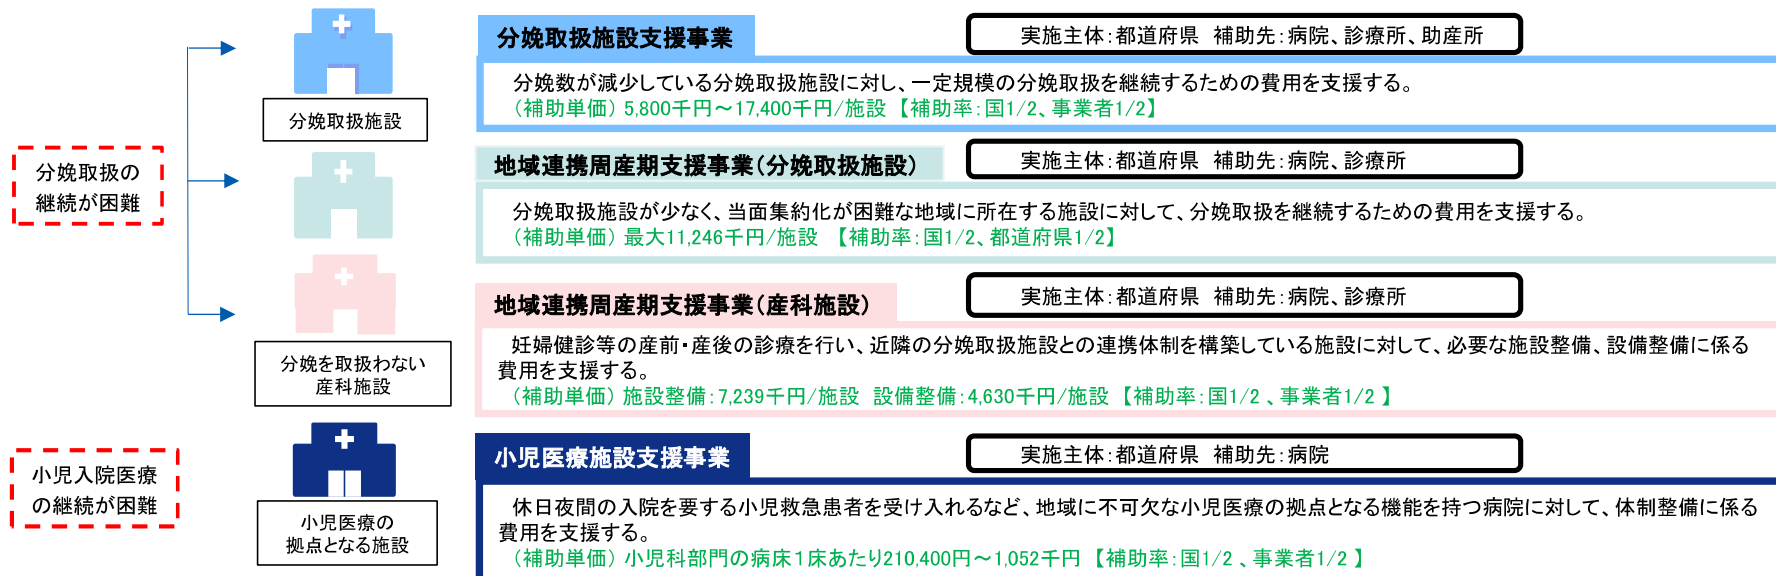 分娩取扱の
継続が困難
分娩取扱施設
分娩取扱施設支援事業
実施主体:都道府県 補助先:病院、診療所、助産所
分娩数が減少している分娩取扱施設に対し、一定規模の分娩取扱を継続するための費用を支援する。
(補助単価) 5,800千円~17,400千円/施設 【補助率:国1/2、事業者1/2】
地域連携周産期支援事業(分娩取扱施設)
実施主体:都道府県 補助先:病院、診療所
分娩取扱施設が少なく、当面集約化が困難な地域に所在する施設に対して、分娩取扱を継続するための費用を支援する。
(補助単価) 最大11,246千円/施設 【補助率:国1/2、都道府県1/2】
分娩を取扱わない
産科施設
地域連携周産期支援事業(産科施設)
実施主体:都道府県 補助先:病院、診療所
妊婦健診等の産前・産後の診療を行い、近隣の分娩取扱施設との連携体制を構築している施設に対して、必要な施設整備、設備整備に係る
費用を支援する。
(補助単価) 施設整備:7,239千円/施設 設備整備:4,630千円/施設 【補助率:国1/2 、事業者1/2 】
小児入院医療
の継続が困難
小児医療の
拠点となる施設
小児医療施設支援事業
実施主体:都道府県 補助先:病院
休日夜間の入院を要する小児救急患者を受け入れるなど、地域に不可欠な小児医療の拠点となる機能を持つ病院に対して、体制整備に係る
費用を支援する。
(補助単価) 小児科部門の病床1床あたり210,400円~1,052千円 【補助率:国1/2 、事業者1/2 】